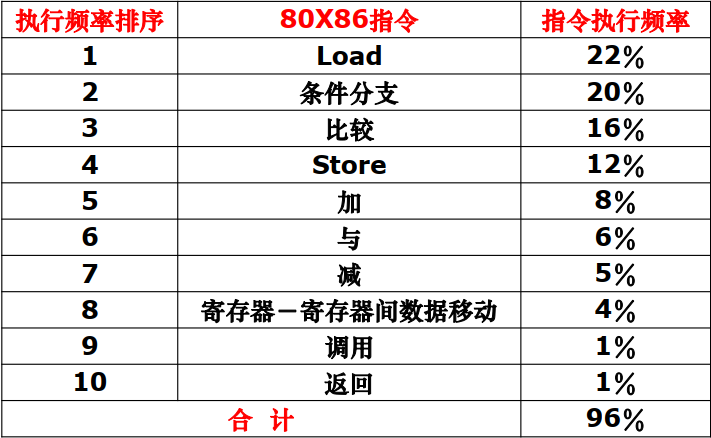 执行频率排序 80X86指令 指令执行频率
1 Load 22%
2 条件分支 20%
3 比较 16%
4 Store 12%
5 加 8%
6 与 6%
7 减 5%
8 寄存器－寄存器间数据移动 4%
9 调用 1%
10 返回 1%
合 计 96%